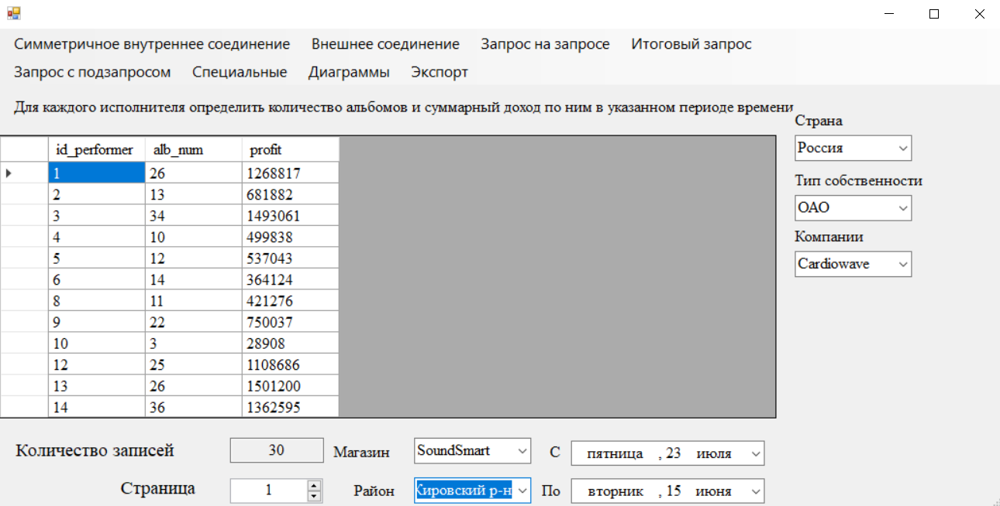 Симметричное внутреннее соединение Внешнее соединение Запрос на запросе Итоговый запрос
Запрос с подзапросом Специальные Диаграммы Экспорт
Для каждого исполнителя определить количество альбомов и суммарный доход по ним в указанном периоде времени
Страна
Россия
Тип собственности
ОАО
Компании
Cardiowave
id_performer alb_num profit
1 26 1268817
2 13 681882
3 34 1493061
4 10 499838
5 12 537043
6 14 364124
8 11 421276
9 22 750037
10 3 28908
12 25 1108686
13 26 1501200
14 36 1362595
Количество записей 30 Магазин SoundSmart С пятница , 23 июля
Страница 1 Район Кировский р-н По вторник , 15 июня